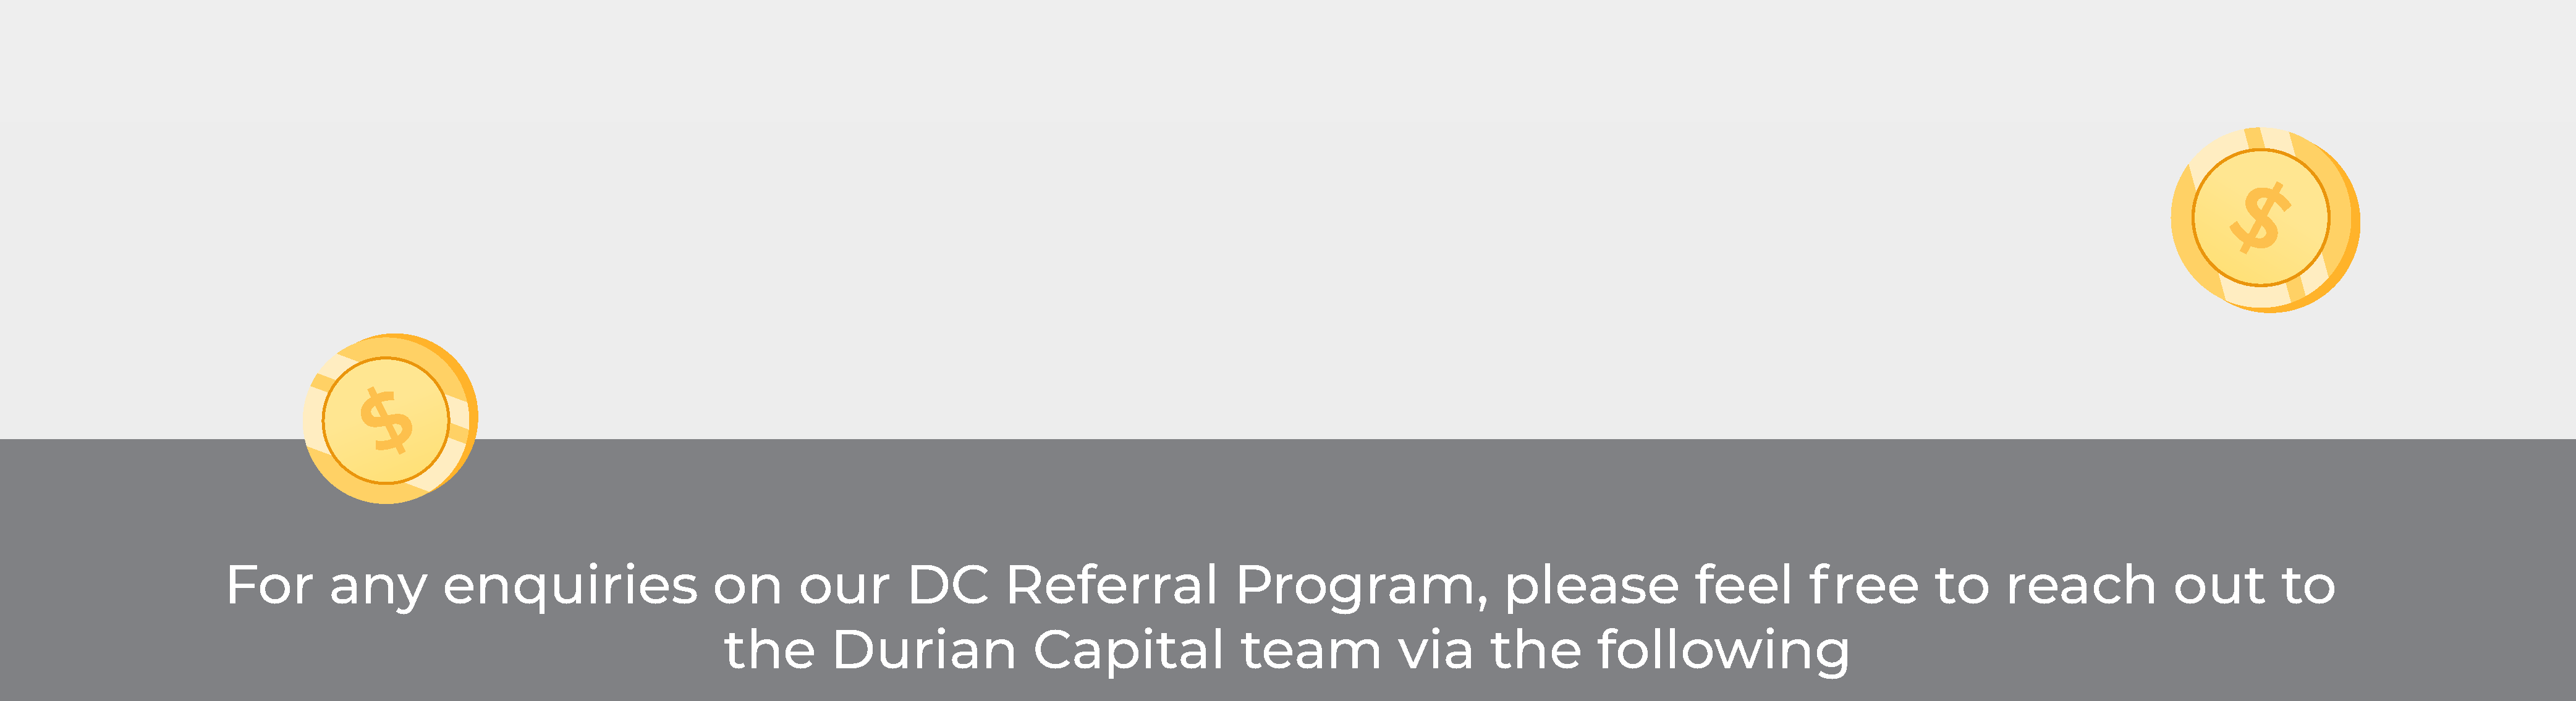 $
$
For any enquiries on our DC Referral Program, please feel free to reach out to
the Durian Capital team via the following